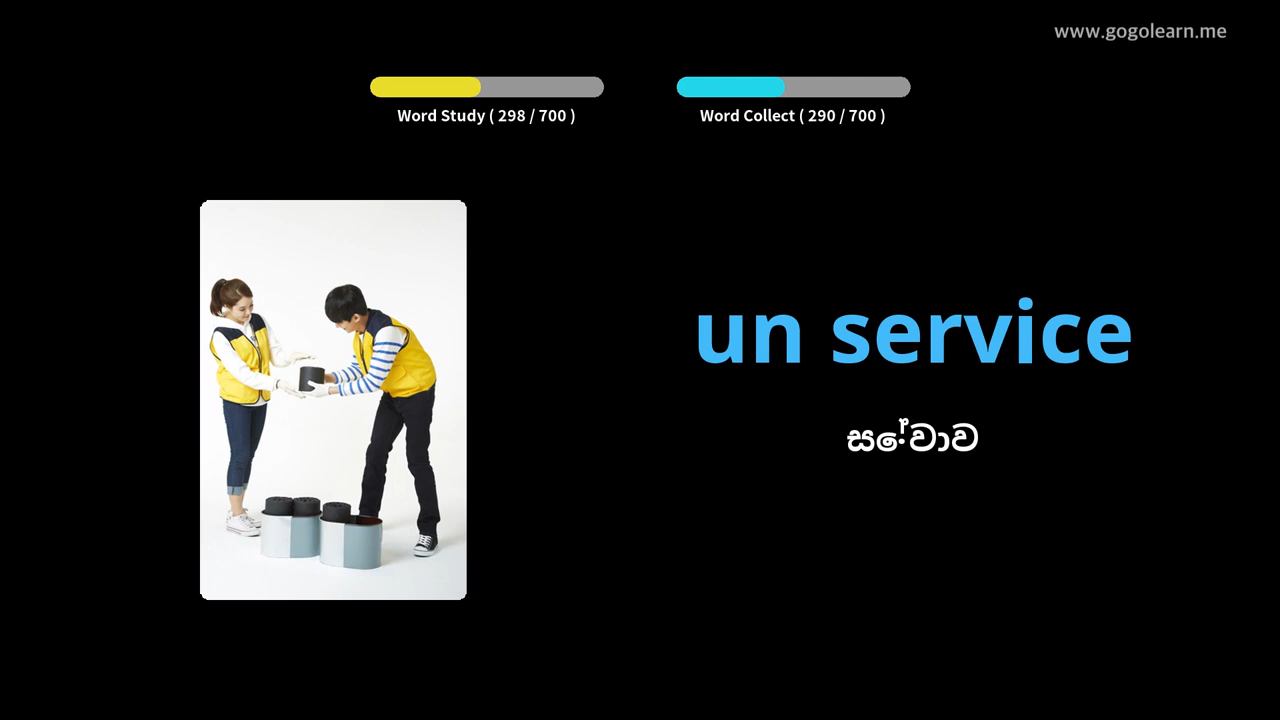 www.gogolearn.me
Word Study ( 298 / 700 )
Word Collect ( 290 / 700 )
un service
සේවාව